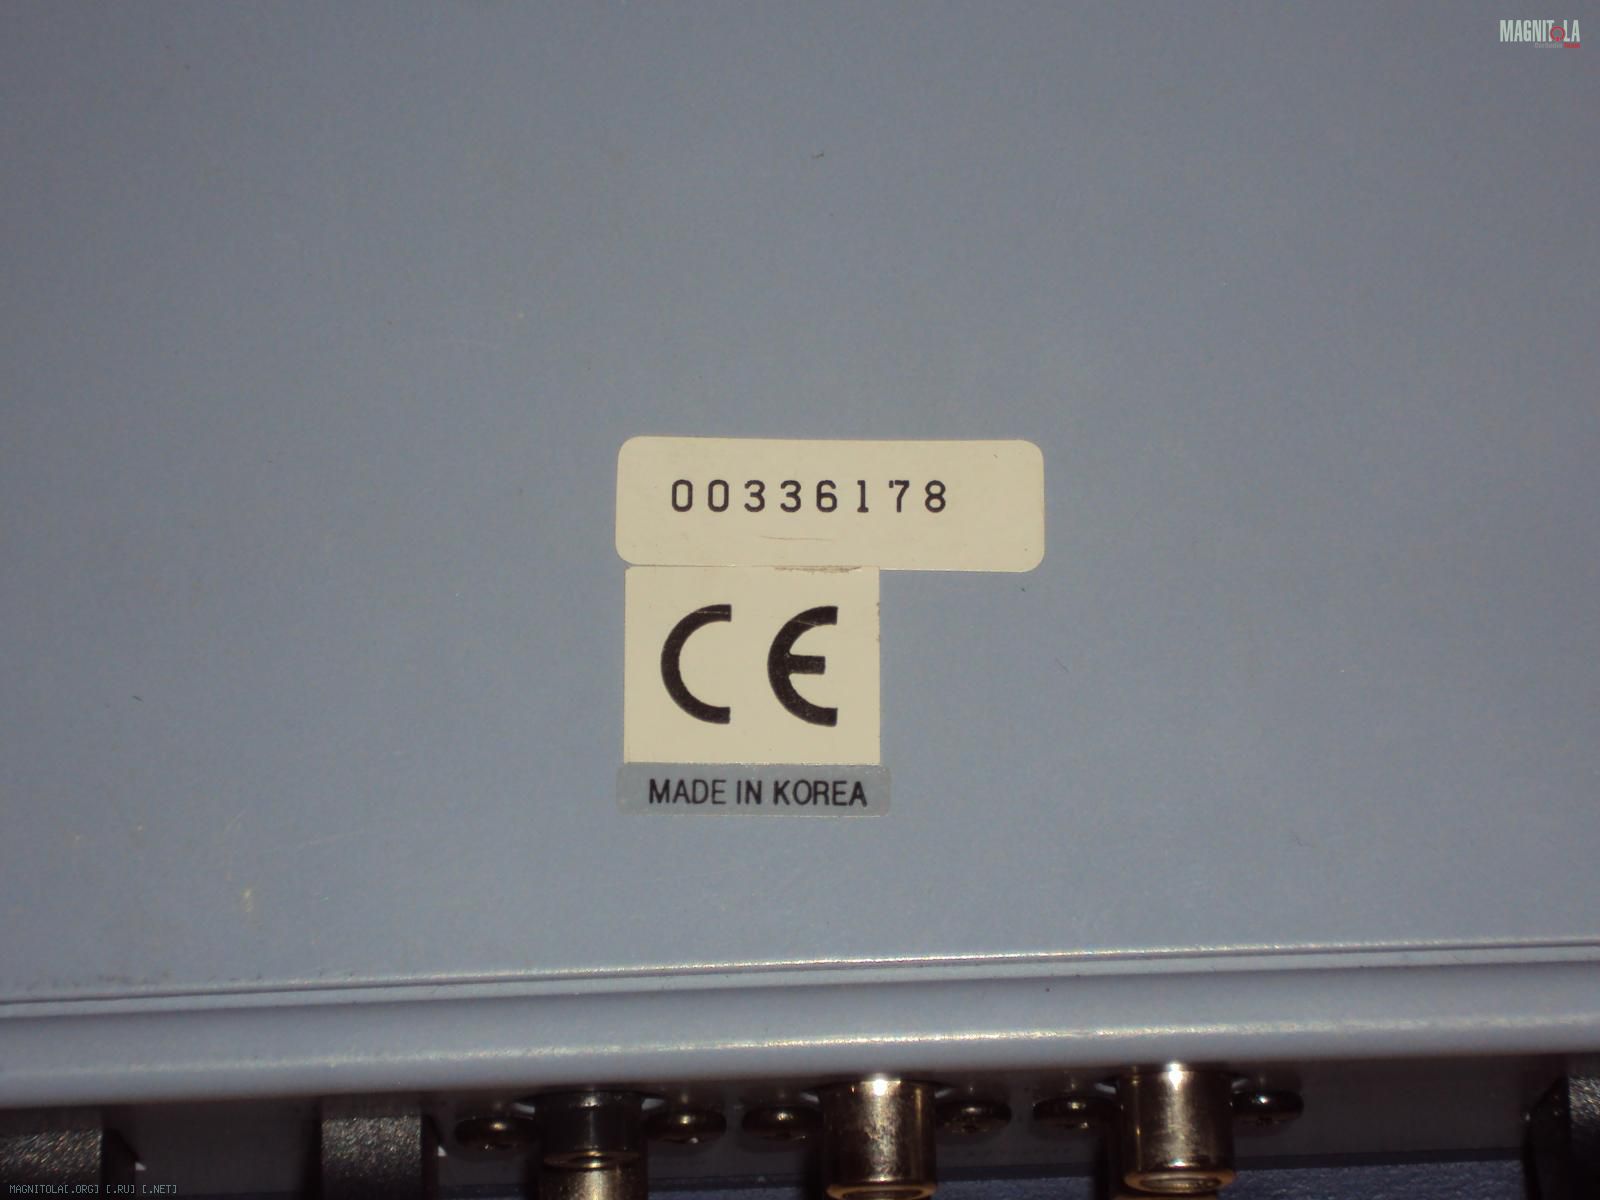 MAGNITOLA
00336178
CE
MADE IN KOREA
MAGNITOLA[.ORG] [.RU] [.NET]